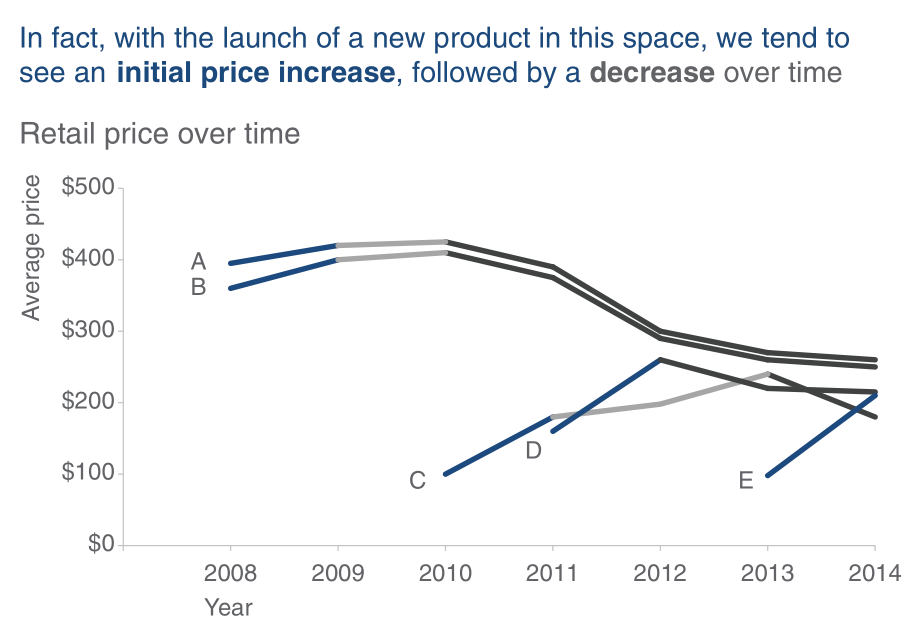 In fact, with the launch of a new product in this space, we tend to
see an initial price increase, followed by a decrease over time
Retail price over time
Average price
$500
$400
$300
$200
$100
$0
A
B
C
D
E
2008 2009 2010 2011 2012 2013 2014
Year